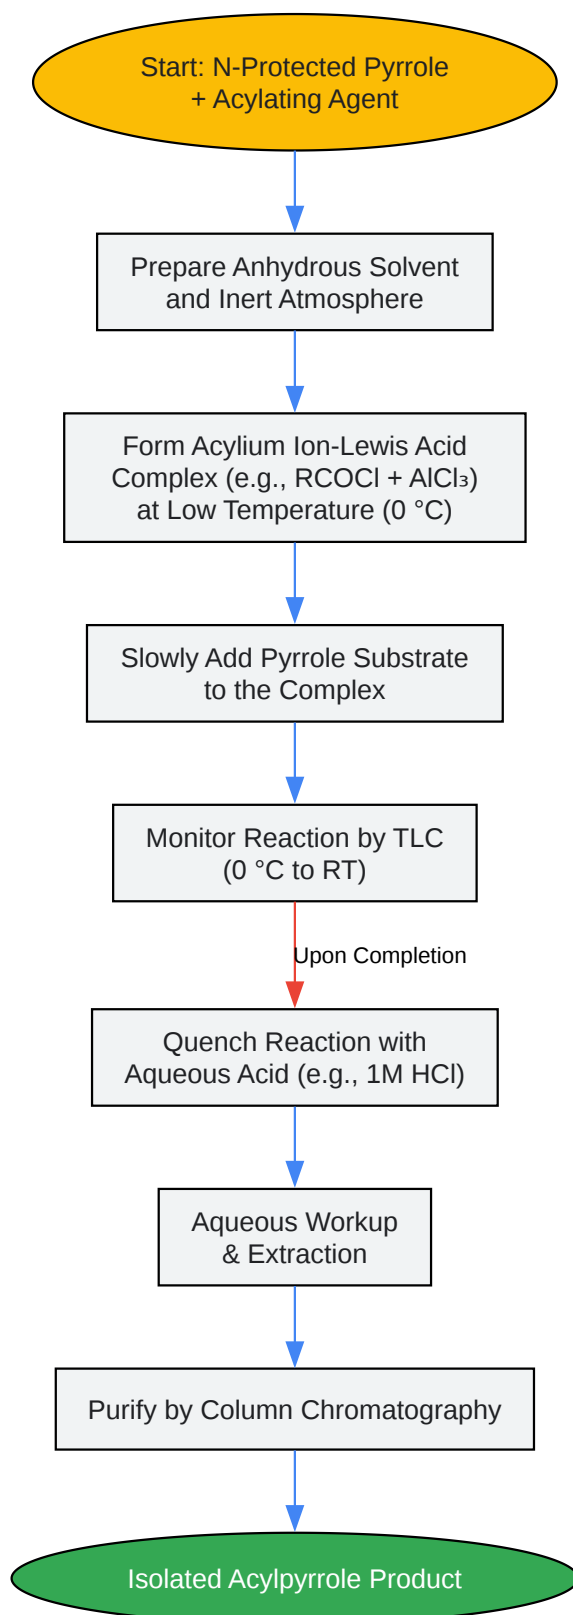 Start: N-Protected Pyrrole
+ Acylating Agent
Prepare Anhydrous Solvent
and Inert Atmosphere
Form Acylium Ion-Lewis Acid
Complex (e.g., RCOCl + AlCl₃)
at Low Temperature (0 °C)
Slowly Add Pyrrole Substrate
to the Complex
Monitor Reaction by TLC
(0 °C to RT)
Upon Completion
Quench Reaction with
Aqueous Acid (e.g., 1M HCl)
Aqueous Workup
& Extraction
Purify by Column Chromatography
Isolated Acylpyrrole Product